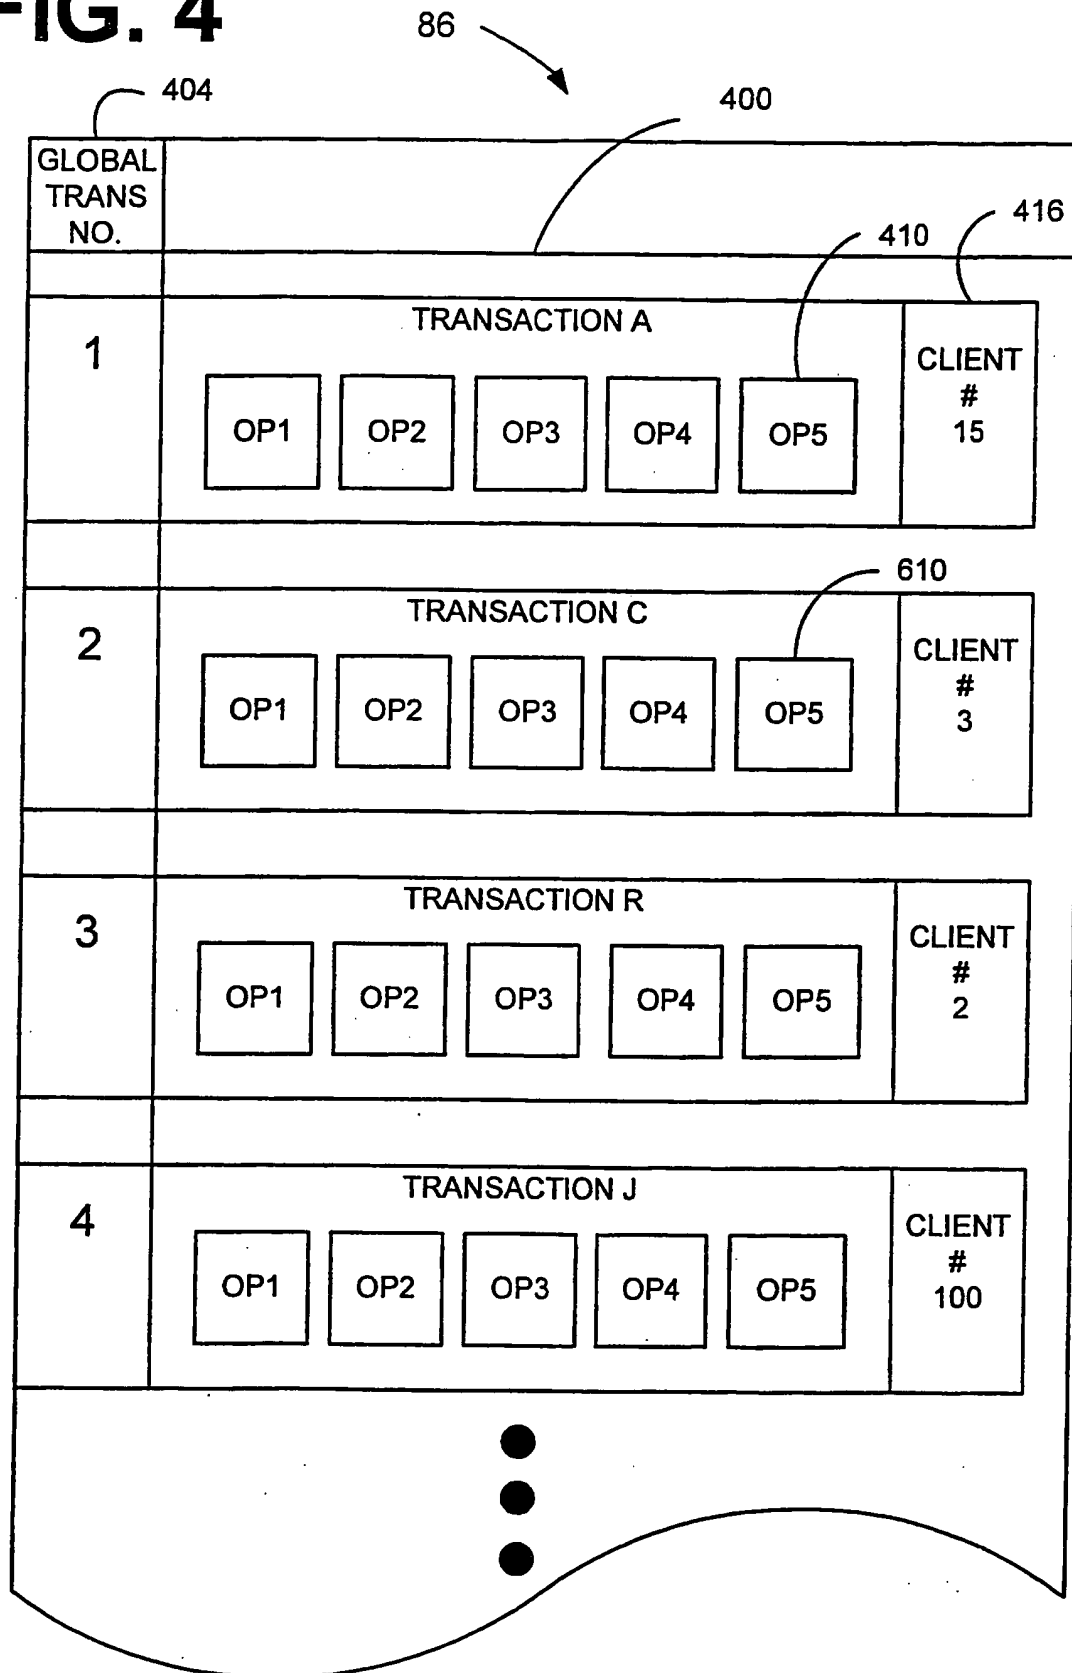 FIG. 4
86
404
400
GLOBAL
TRANS
NO.
416
410
1
TRANSACTION A
OP1 OP2 OP3 OP4 OP5
CLIENT
#
15
610
2
TRANSACTION C
OP1 OP2 OP3 OP4 OP5
CLIENT
#
3
3
TRANSACTION R
OP1 OP2 OP3 OP4 OP5
CLIENT
#
2
4
TRANSACTION J
OP1 OP2 OP3 OP4 OP5
CLIENT
#
100